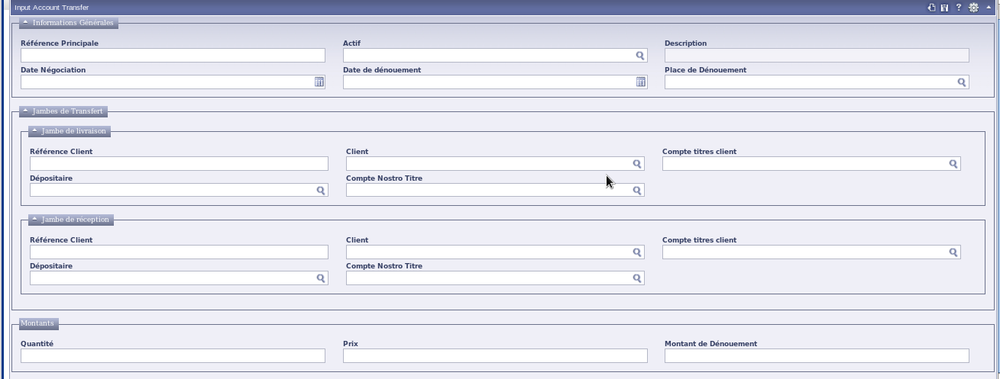 Input Account Transfer
?
Informations Générales
Référence Principale Actif Description
Date Négociation Date de dénouement Place de Dénouement
Jambes de Transfert
Jambe de livraison
Référence Client Client Compte titres client
Dépositaire Compte Nostro Titre
Jambe de réception
Référence Client Client Compte titres client
Dépositaire Compte Nostro Titre
Montants
Quantité Prix Montant de Dénouement